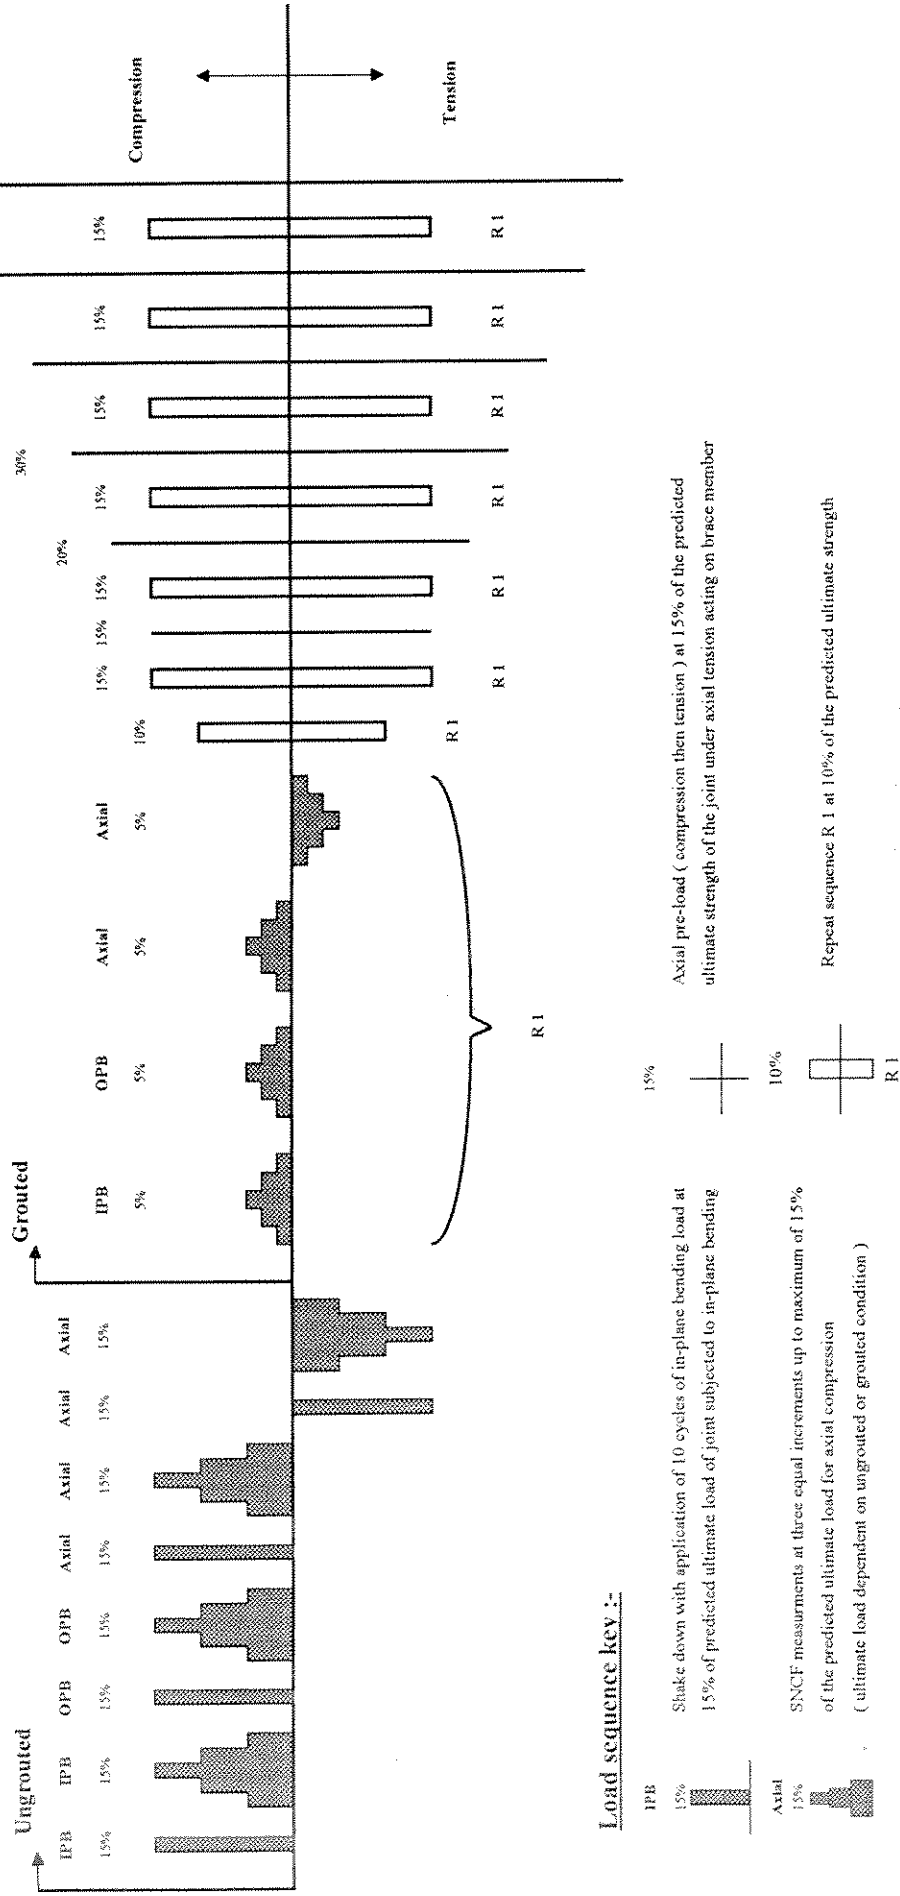 Ungrouted
Grouted
IPB
IPB
OPB
OPB
Axial
Axial
Axial
Axial
IPB
OPB
Axial
Axial
15%
15%
15%
15%
15%
15%
15%
15%
5%
5%
5%
5%
10%
15%
15%
15%
20%
15%
30%
15%
15%
15%
Compression
Tension
R 1
R 1
R 1
R 1
R 1
R 1
R 1
R 1
Load sequence key :-
IPB
15%
Shake down with application of 10 cycles of in-plane bending load at
15% of predicted ultimate load of joint subjected to in-plane bending
Axial
15%
SNCF measurments at three equal increments up to maximum of 15%
of the predicted ultimate load for axial compression
( ultimate load dependent on ungrouted or grouted condition )
15%
Axial pre-load ( compression then tension ) at 15% of the predicted
ultimate strength of the joint under axial tension acting on brace member
10%
R 1
Repeat sequence R 1 at 10% of the predicted ultimate strength